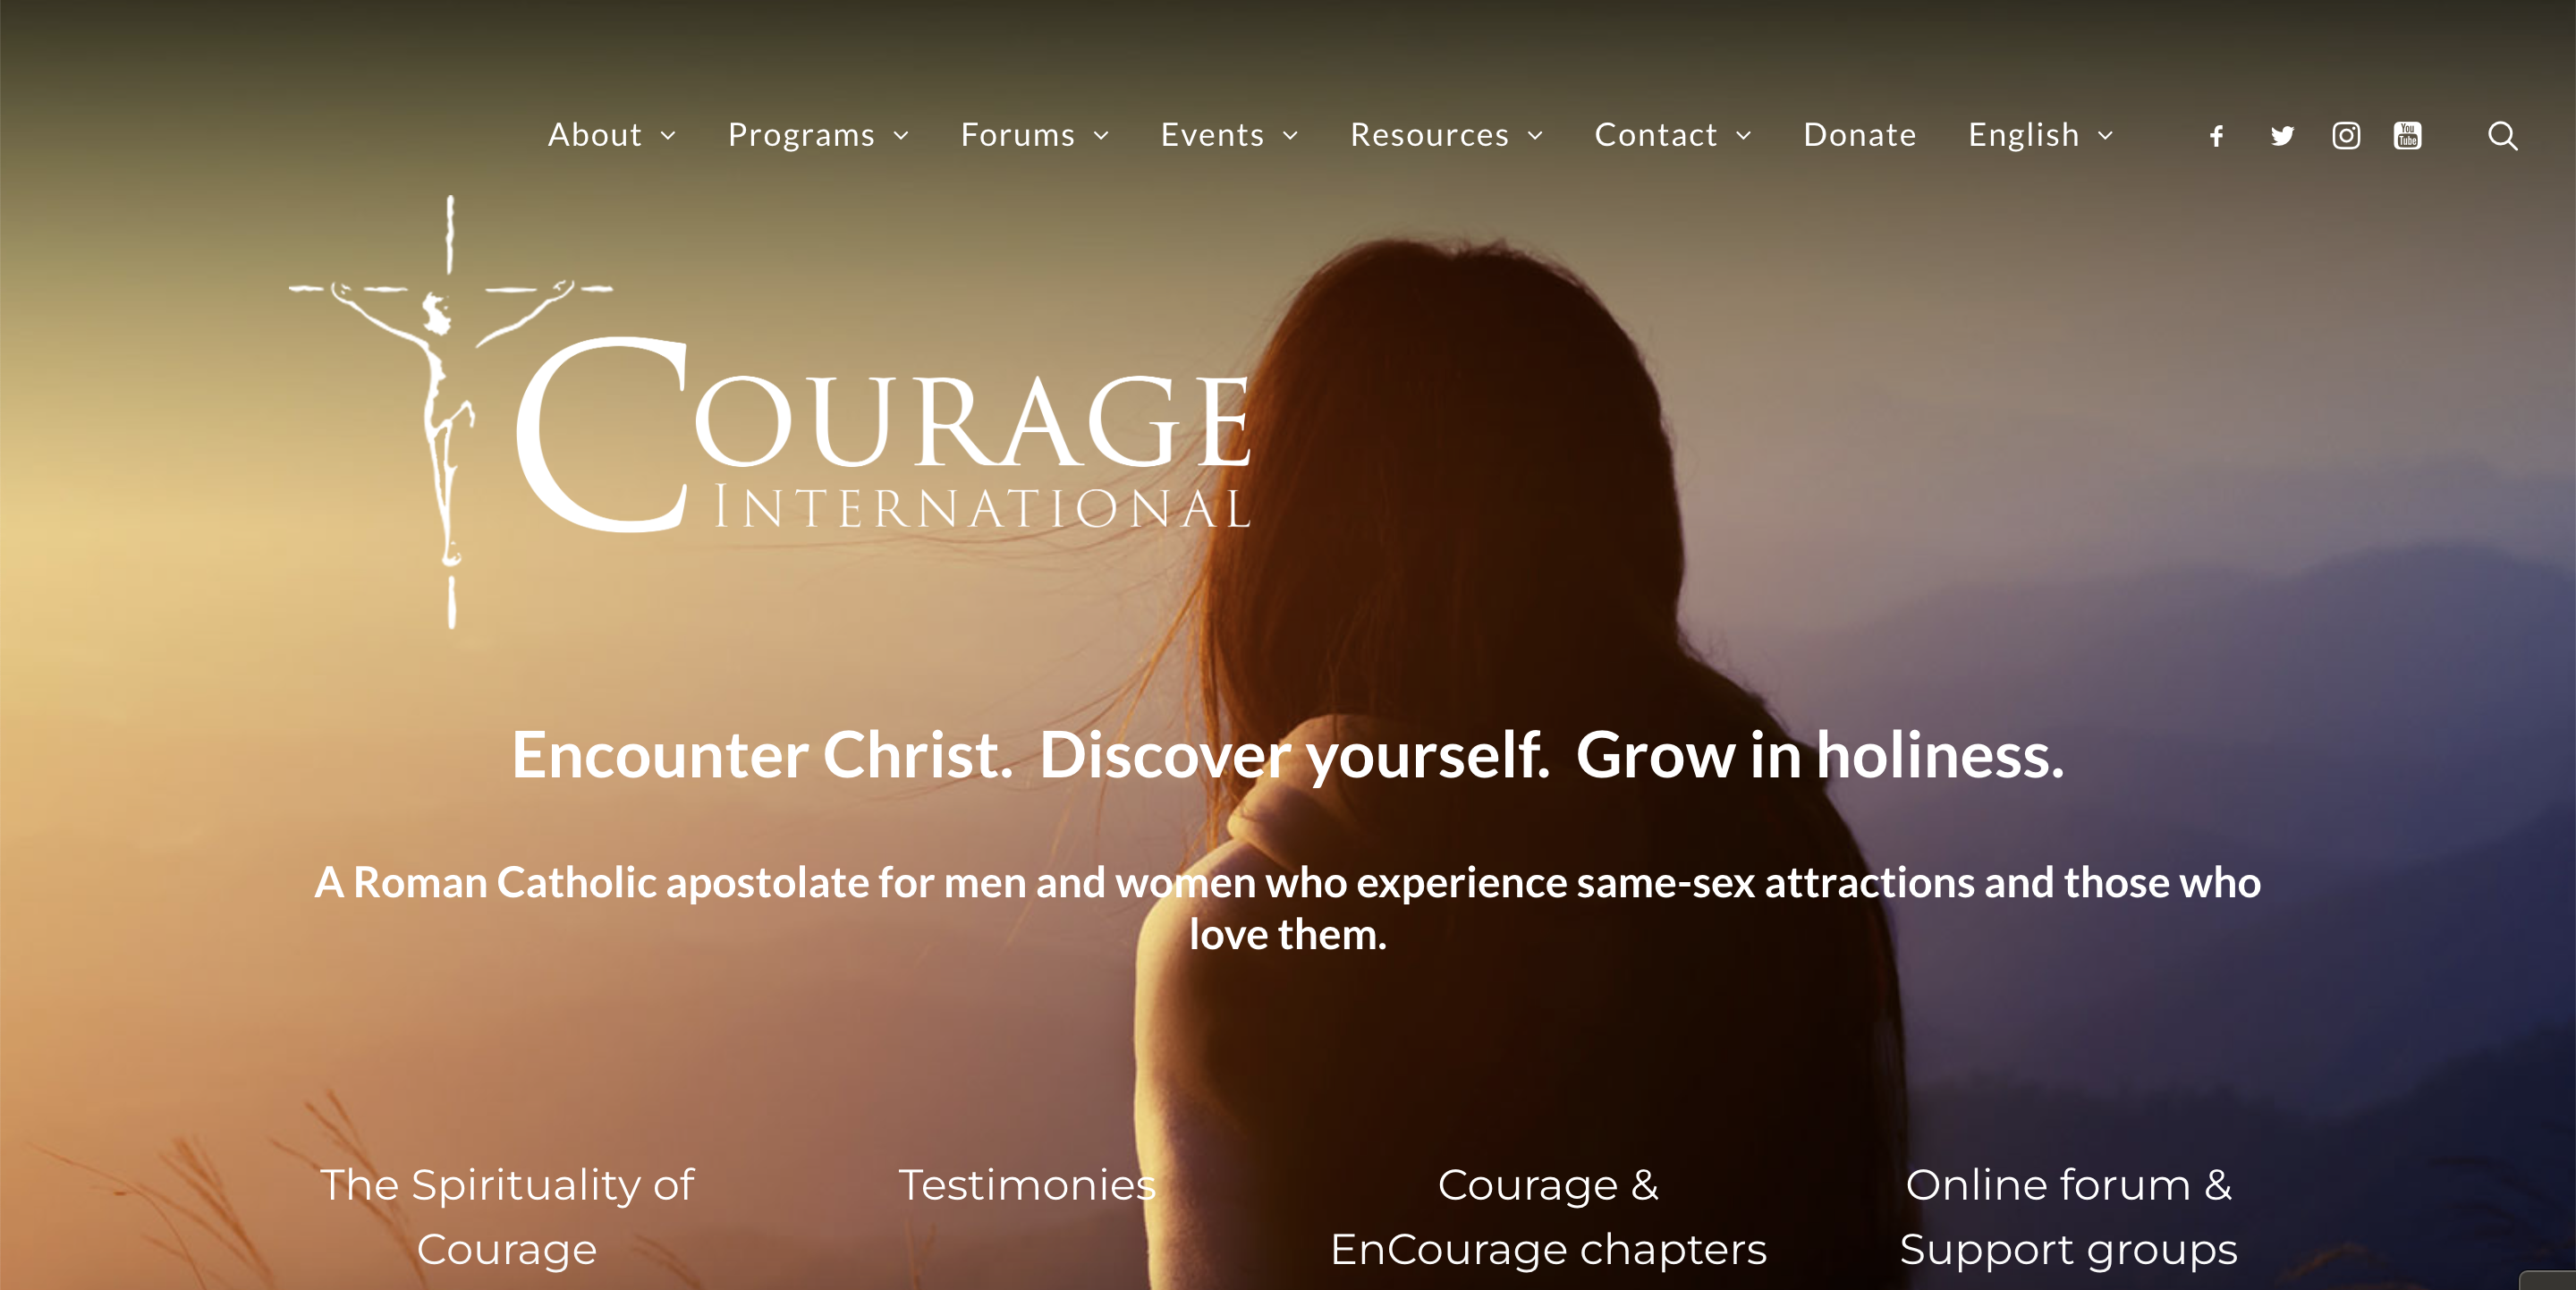 About Programs Forums Events Resources Contact Donate English
You
Tube
COURAGE
INTERNATIONAL
Encounter Christ. Discover yourself. Grow in holiness.
A Roman Catholic apostolate for men and women who experience same-sex attractions and those who
love them.
The Spirituality of
Courage
Testimonies
Courage &
EnCourage chapters
Online forum &
Support groups